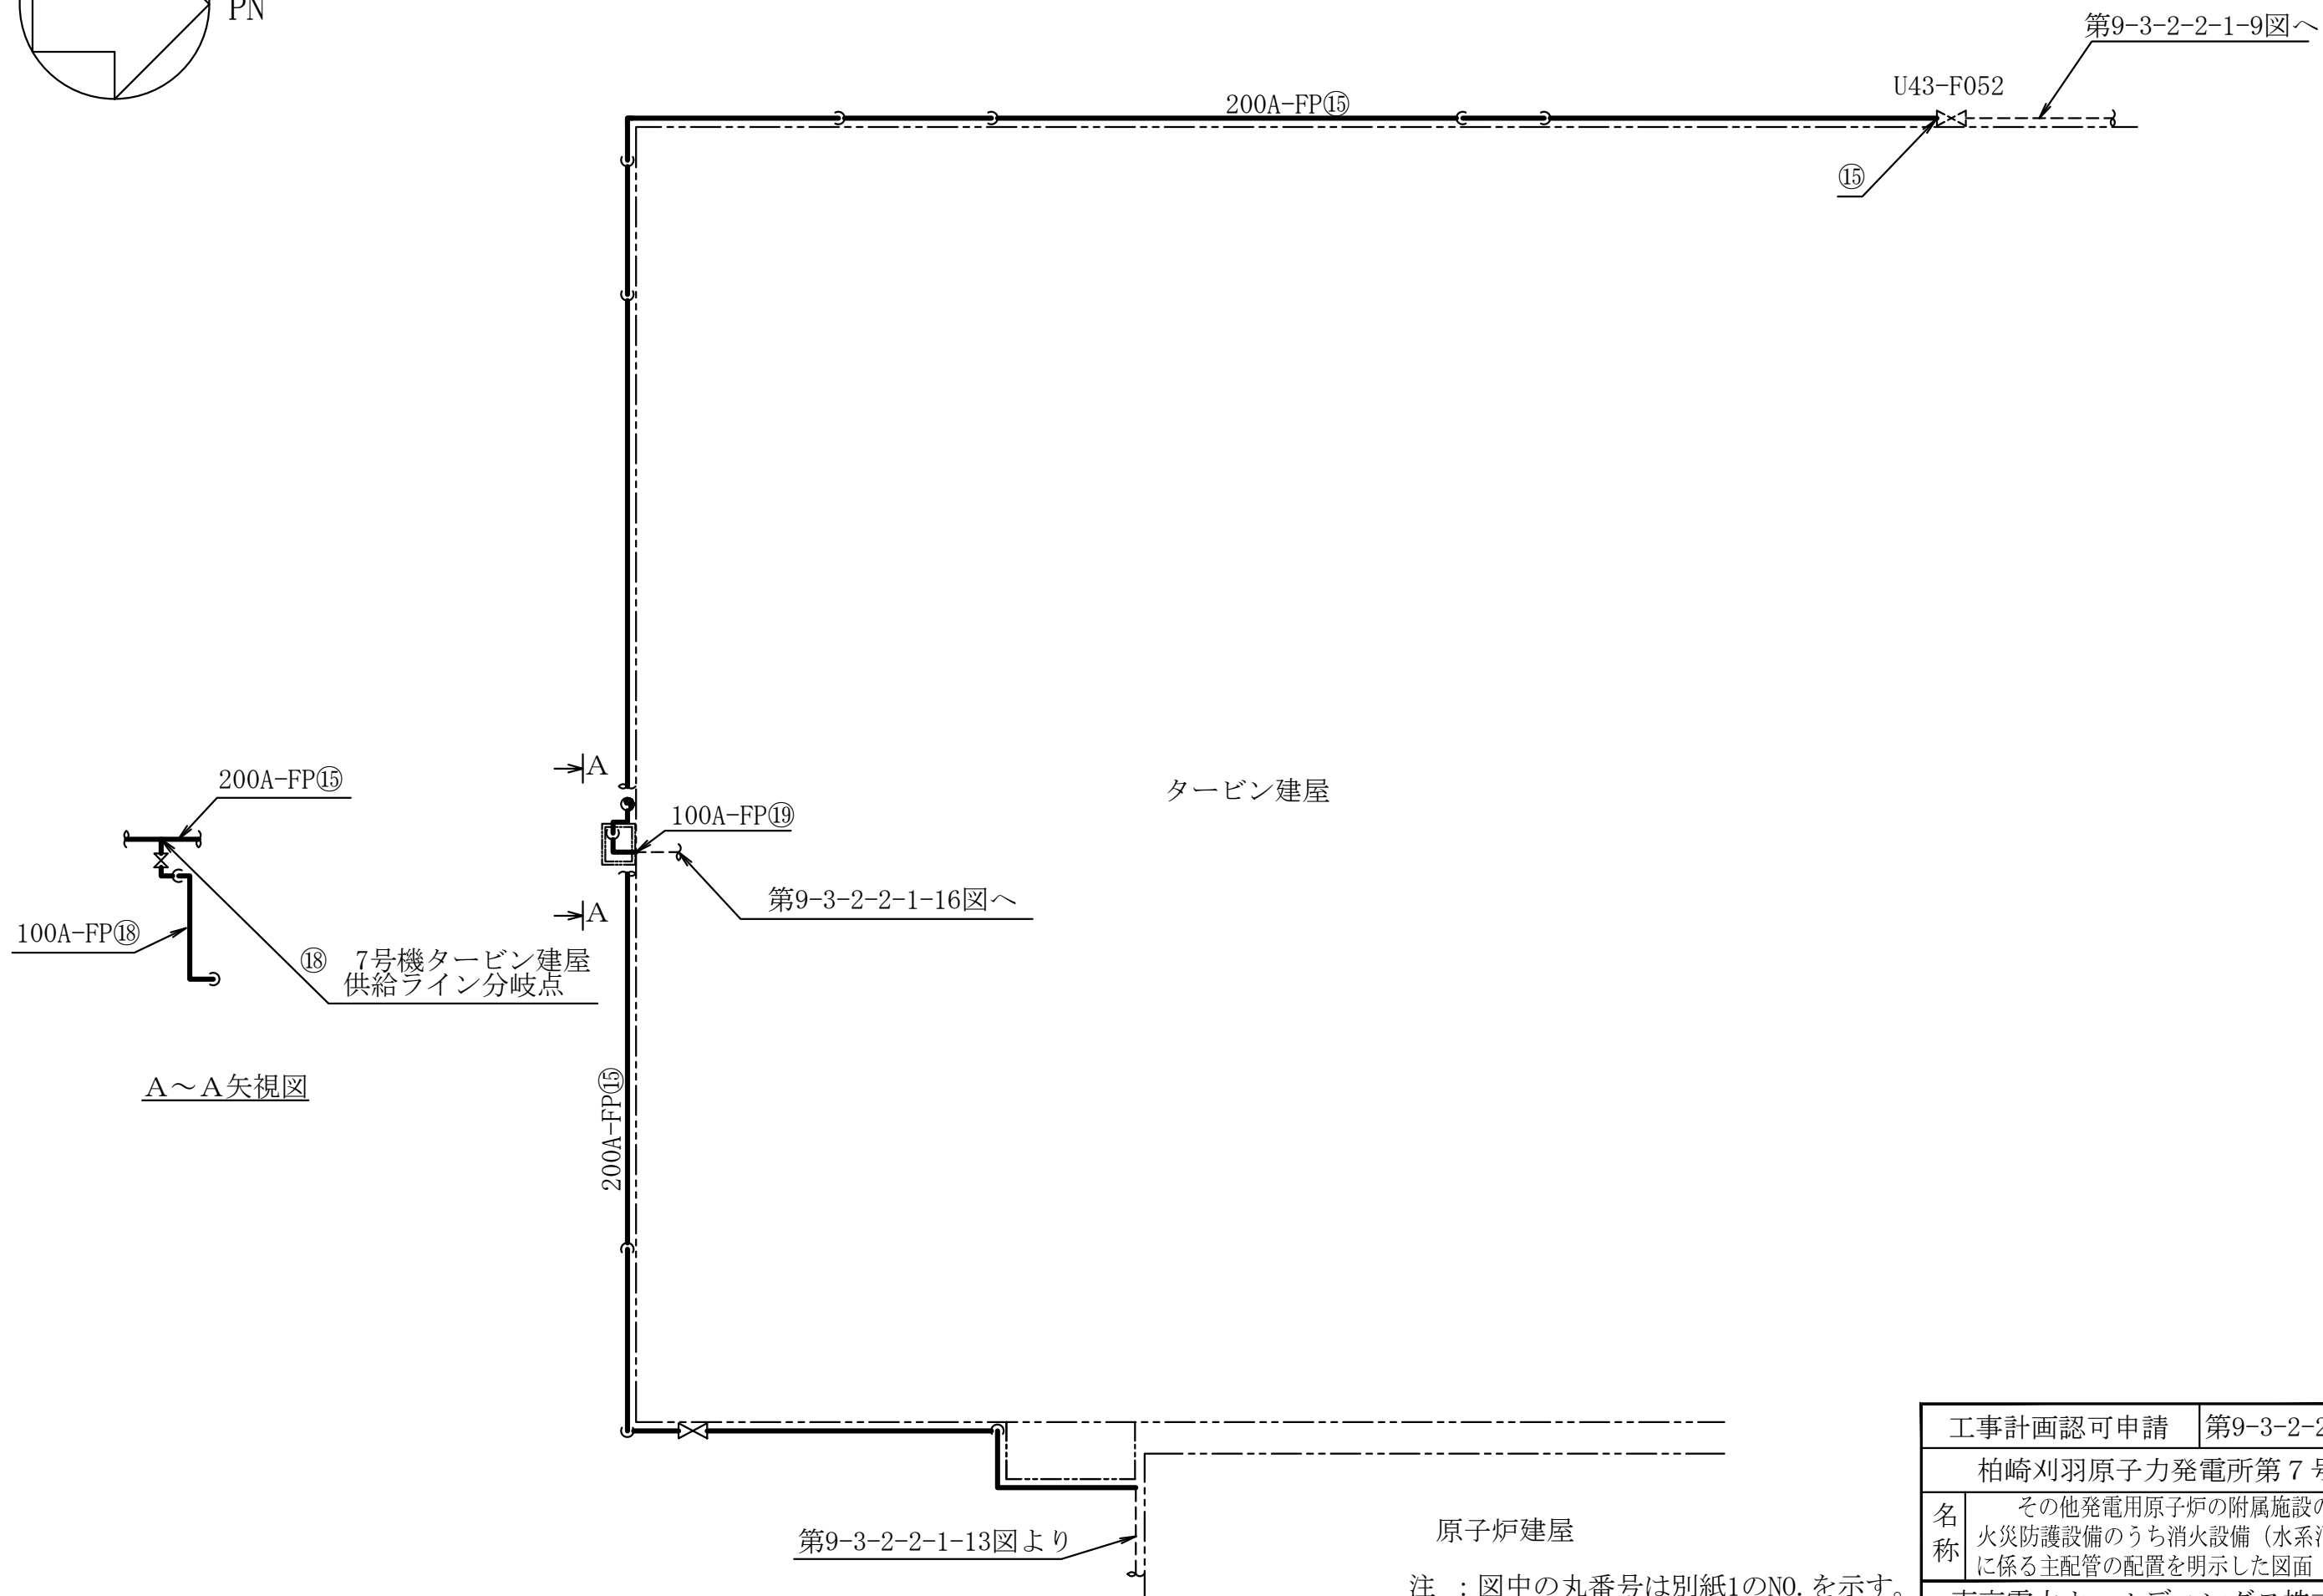 PN
第9-3-2-2-1-9図へ
U43-F052
200A-FP⑮
⑮
A
200A-FP⑮
タービン建屋
100A-FP⑲
第9-3-2-2-1-16図へ
A
100A-FP⑱
⑱ 7号機タービン建屋
供給ライン分岐点
A～A矢視図
200A-FP⑮
工事計画認可申請 第9-3-2-2
柏崎刈羽原子力発電所第７号
名称
その他発電用原子炉の附属施設の
火災防護設備のうち消火設備（水系消
に係る主配管の配置を明示した図面
第9-3-2-2-1-13図より
原子炉建屋
注 : 図中の丸番号は別紙1のNO.を示す。